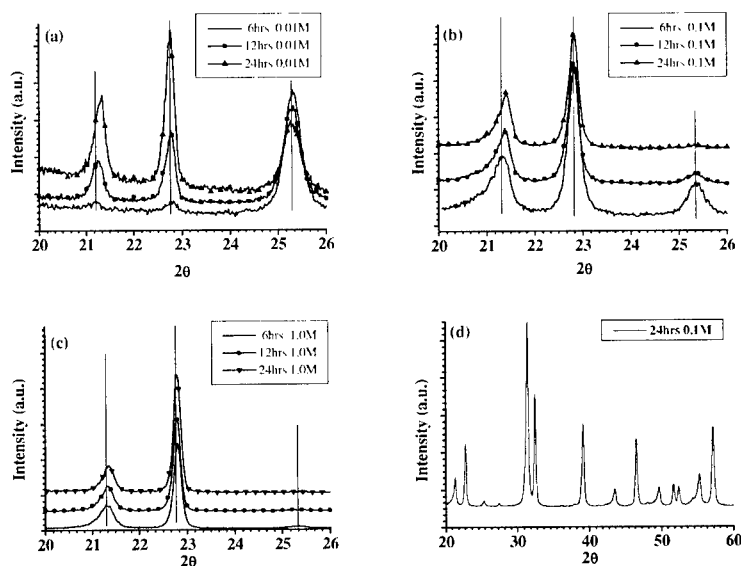 (a)
6hrs 0.01M
12hrs 0.01M
24hrs 0.01M
Intensity (a.u.)
20 21 22 23 24 25 26
2θ
(b)
6hrs 0.1M
12hrs 0.1M
24hrs 0.1M
Intensity (a.u.)
20 21 22 23 24 25 26
2θ
(c)
6hrs 1.0M
12hrs 1.0M
24hrs 1.0M
Intensity (a.u.)
20 21 22 23 24 25 26
2θ
(d)
24hrs 0.1M
Intensity (a.u.)
20 30 40 50 60
2θ